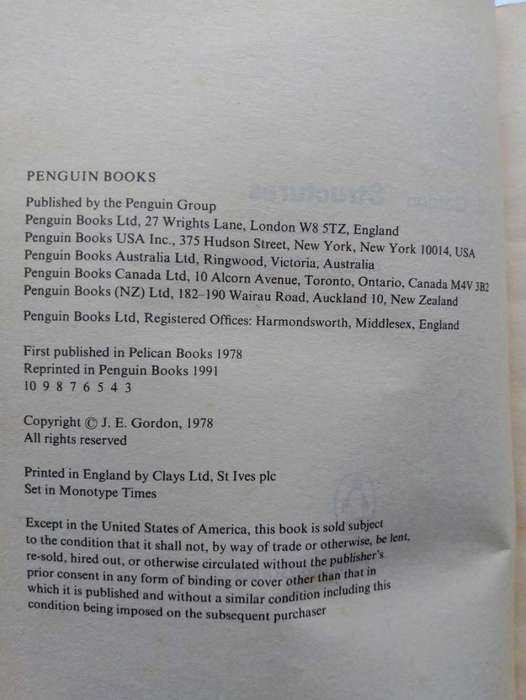 Structures
PENGUIN BOOKS
Published by the Penguin Group
Penguin Books Ltd, 27 Wrights Lane, London W8 5TZ, England
Penguin Books USA Inc., 375 Hudson Street, New York, New York 10014, USA
Penguin Books Australia Ltd, Ringwood, Victoria, Australia
Penguin Books Canada Ltd, 10 Alcorn Avenue, Toronto, Ontario, Canada M4V 3B2
Penguin Books (NZ) Ltd, 182–190 Wairau Road, Auckland 10, New Zealand
Penguin Books Ltd, Registered Offices: Harmondsworth, Middlesex, England
First published in Pelican Books 1978
Reprinted in Penguin Books 1991
10 9 8 7 6 5 4 3
Copyright © J. E. Gordon, 1978
All rights reserved
Printed in England by Clays Ltd, St Ives plc
Set in Monotype Times
Except in the United States of America, this book is sold subject
to the condition that it shall not, by way of trade or otherwise, be lent,
re-sold, hired out, or otherwise circulated without the publisher's
prior consent in any form of binding or cover other than that in
which it is published and without a similar condition including this
condition being imposed on the subsequent purchaser